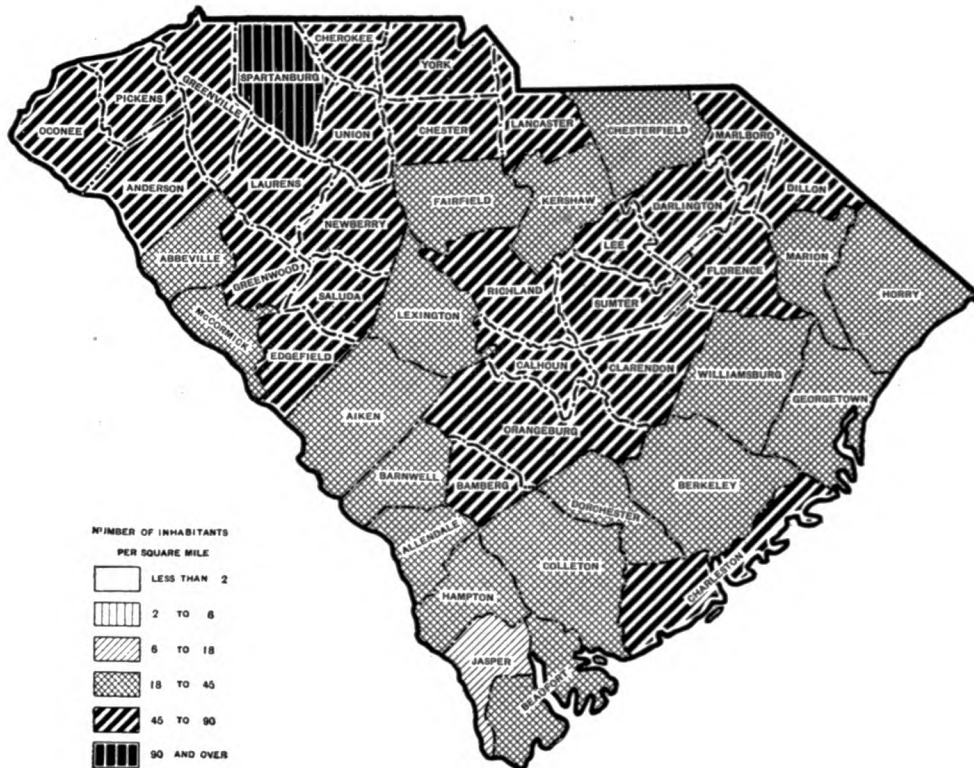 CHEROKEE
SPARTANBURG
YORK
GREENVILLE
PICKENS
OCONEE
UNION
CHESTER
LANCASTER
CHESTERFIELD
MARLBORO
ANDERSON
LAURENS
FAIRFIELD
KERSHAW
DARLINGTON
DILLON
NEWBERRY
ABBEVILLE
GREENWOOD
LEE
FLORENCE
MARION
SALUDA
RICHLAND
SUMTER
HORRY
McCORMICK
LEXINGTON
EDGEFIELD
CALHOUN
CLARENDON
WILLIAMSBURG
GEORGETOWN
AIKEN
ORANGEBURG
BARNWELL
BAMBERG
BERKELEY
DORCHESTER
ALLENDALE
COLLETON
CHARLESTON
HAMPTON
JASPER
BEAUFORT
NUMBER OF INHABITANTS
PER SQUARE MILE
LESS THAN 2
2 TO 6
6 TO 18
18 TO 45
45 TO 90
90 AND OVER